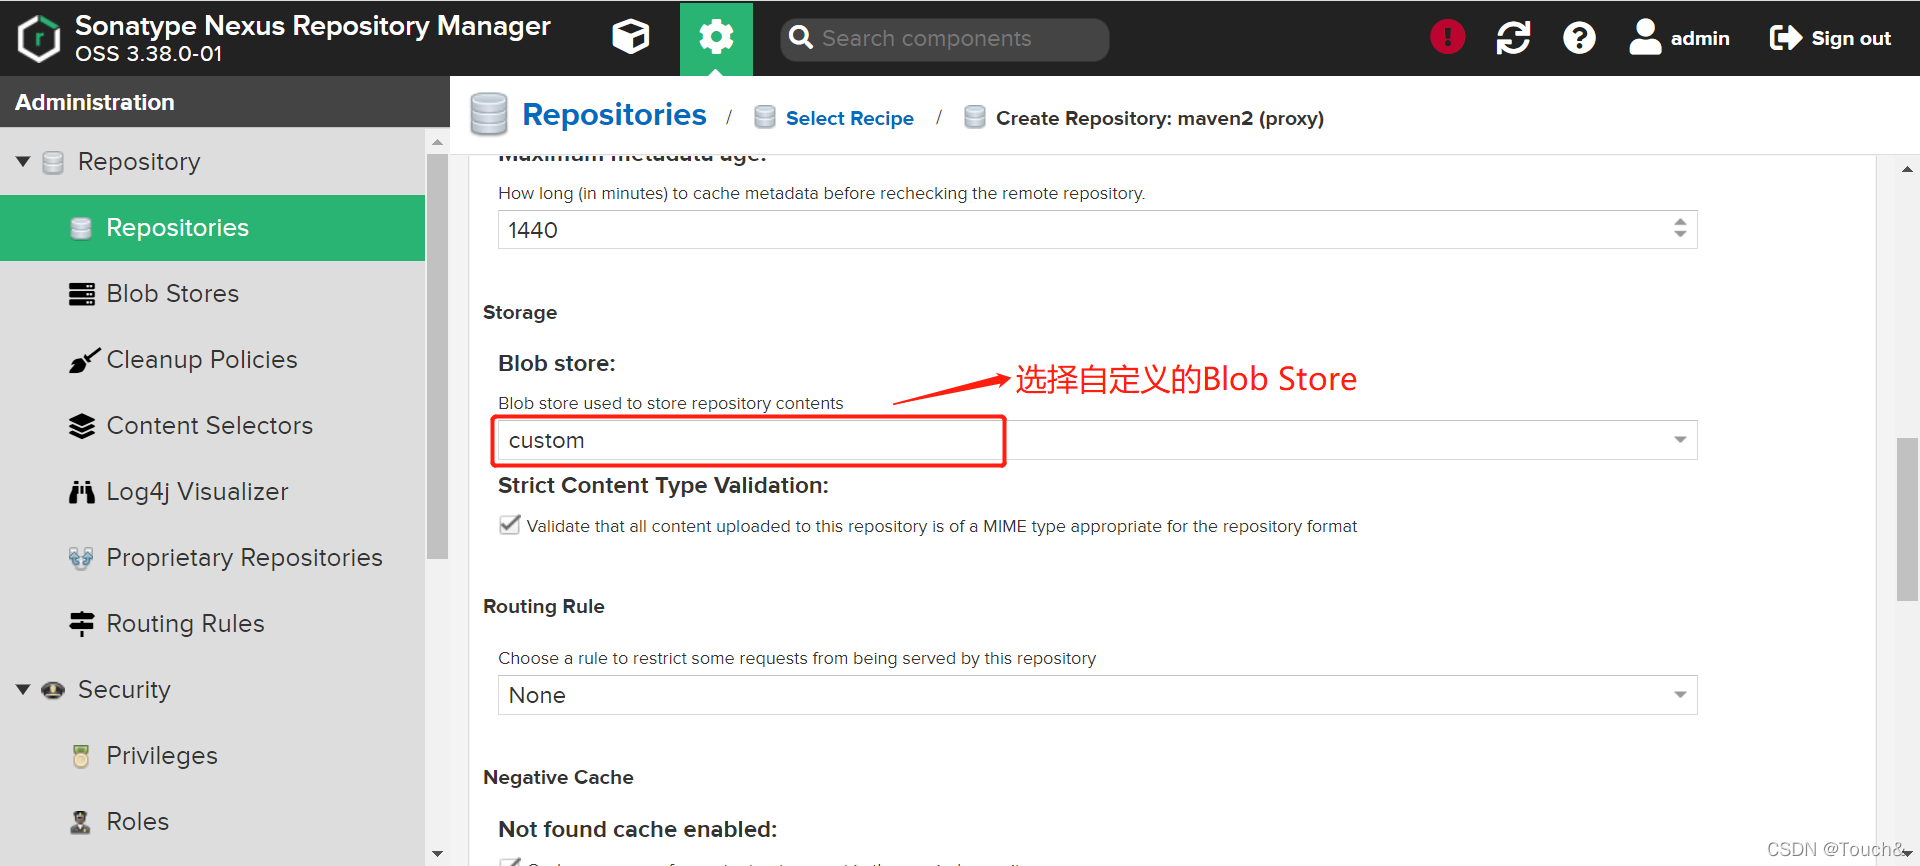 Sonatype Nexus Repository Manager
OSS 3.38.0-01
Search components
admin
Sign out
Administration
Repositories / Select Recipe / Create Repository: maven2 (proxy)
Repository
Repositories
Blob Stores
Cleanup Policies
Content Selectors
Log4j Visualizer
Proprietary Repositories
Routing Rules
Security
Privileges
Roles
Maximum metadata age:
How long (in minutes) to cache metadata before rechecking the remote repository.
1440
Storage
Blob store:
选择自定义的Blob Store
Blob store used to store repository contents
custom
Strict Content Type Validation:
Validate that all content uploaded to this repository is of a MIME type appropriate for the repository format
Routing Rule
Choose a rule to restrict some requests from being served by this repository
None
Negative Cache
Not found cache enabled:
CSDN @Touch&